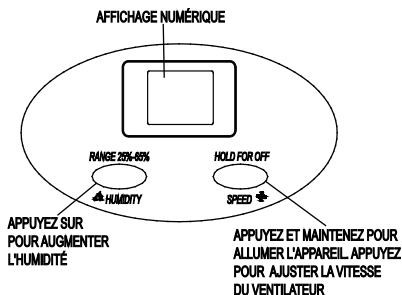 AFFICHAGE NUMÉRIQUE
RANGE 25%-65%
HOLD FOR OFF
HUMIDITY
SPEED
APPUYEZ SUR
POUR AUGMENTER
L'HUMIDITÉ
APPUYEZ ET MAINTENEZ POUR
ALLUMER L'APPAREIL. APPUYEZ
POUR AJUSTER LA VITESSE
DU VENTILATEUR